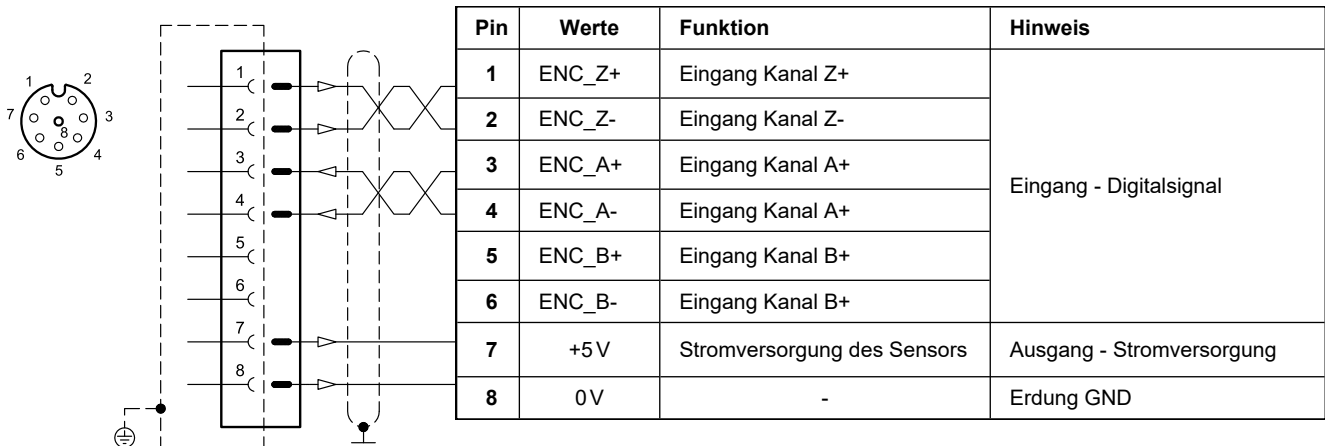 1
2
7
3
8
6
4
5
1
2
3
4
5
6
7
8
Pin Werte Funktion Hinweis
1 ENC_Z+ Eingang Kanal Z+
2 ENC_Z- Eingang Kanal Z-
3 ENC_A+ Eingang Kanal A+
Eingang - Digitalsignal
4 ENC_A- Eingang Kanal A+
5 ENC_B+ Eingang Kanal B+
6 ENC_B- Eingang Kanal B+
7 +5V Stromversorgung des Sensors Ausgang - Stromversorgung
8 0V - Erdung GND